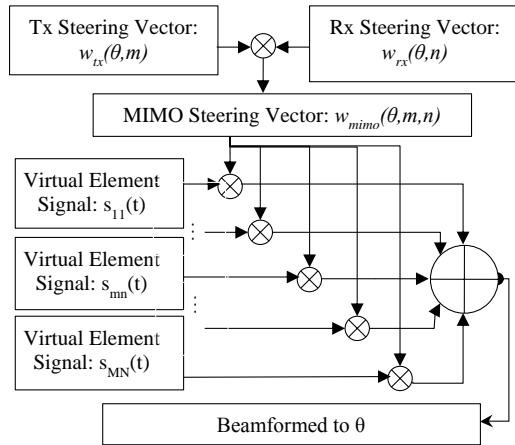 Tx Steering Vector:
w_tx(θ,m)
Rx Steering Vector:
w_rx(θ,n)
MIMO Steering Vector: w_mimo(θ,m,n)
Virtual Element
Signal: s_11(t)
⋮
Virtual Element
Signal: s_mn(t)
⋮
Virtual Element
Signal: s_MN(t)
Beamformed to θ